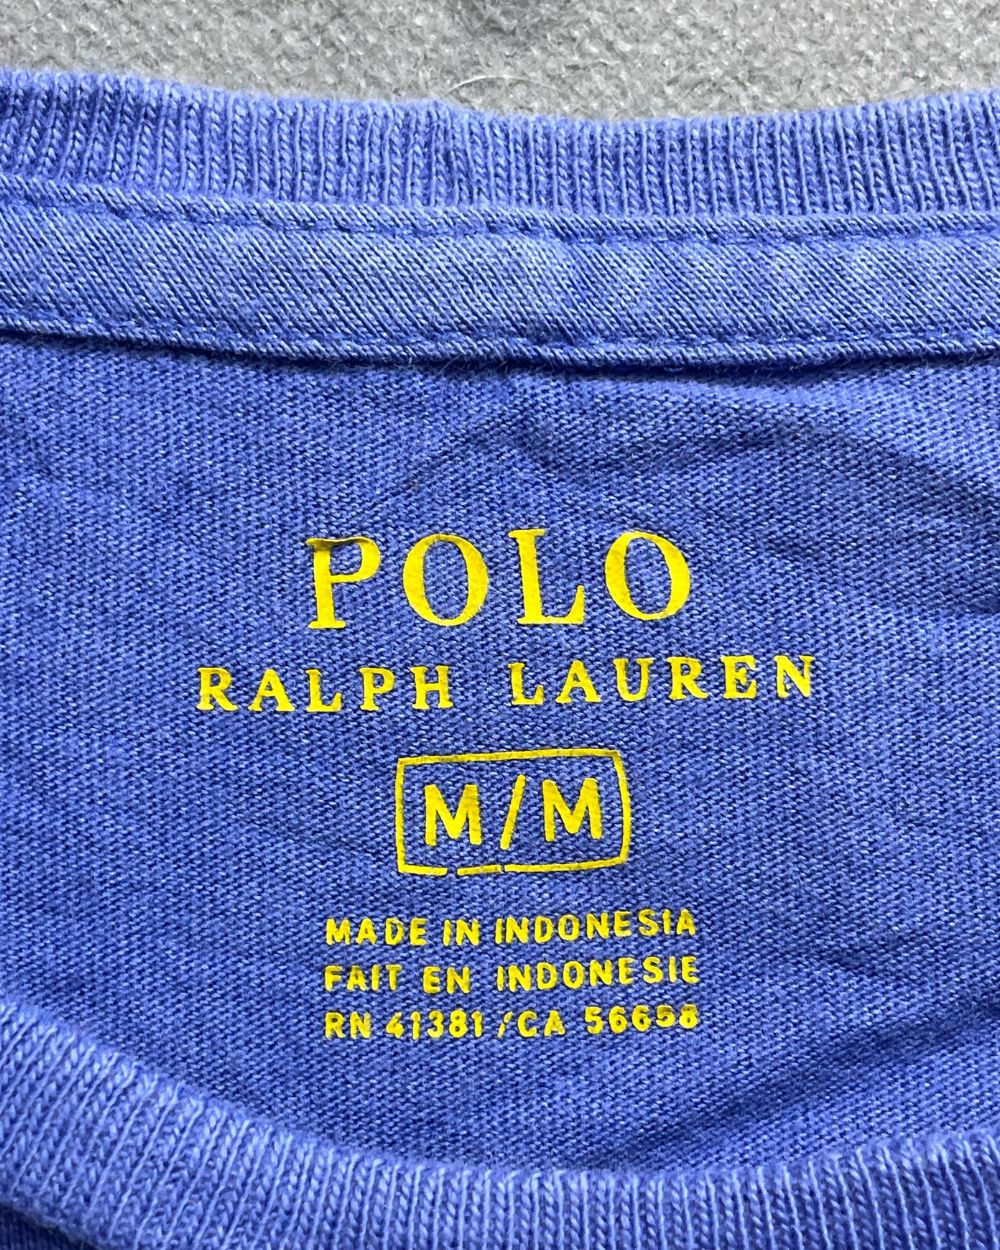 POLO
RALPH LAUREN
M/M
MADE IN INDONESIA
FAIT EN INDONESIE
RN 41381 /CA 56658